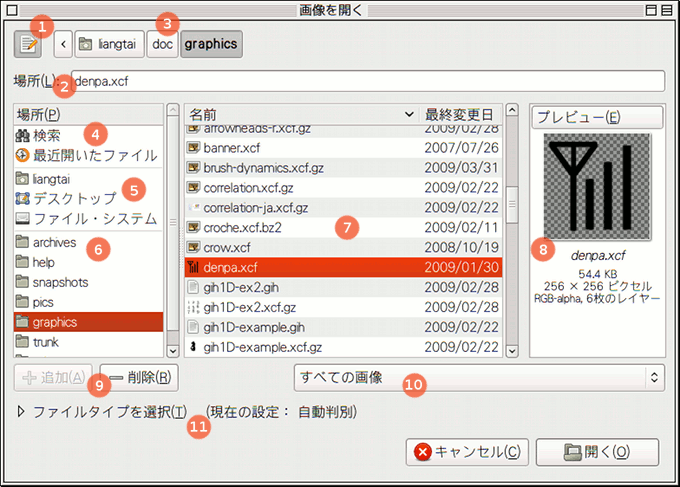 画像を開く
1
3
< liangtai doc graphics
場所(L): denpa.xcf
2
場所(P)
検索
4
最近開いたファイル
liangtai
デスクトップ
5
ファイル・システム
archives
6
help
snapshots
pics
graphics
trunk
名前 最終変更日
arrowheads-r.xcf.gz 2009/02/28
banner.xcf 2007/07/26
brush-dynamics.xcf.gz 2009/03/31
correlation.xcf.gz 2009/02/22
correlation-ja.xcf.gz 2009/02/22
croche.xcf.bz2 2009/02/11
7
crow.xcf 2008/10/19
denpa.xcf 2009/01/30
gih1D-ex2.gih 2009/02/28
gih1D-ex2.xcf.gz 2009/02/28
gih1D-example.gih 2009/02/22
gih1D-example.xcf.gz 2009/02/22
プレビュー(E)
8
denpa.xcf
54.4 KB
256 × 256 ピクセル
RGB-alpha, 6枚のレイヤー
追加(A) 削除(R)
9
すべての画像
10
ファイルタイプを選択(T) (現在の設定： 自動判別)
11
キャンセル(C) 開く(O)